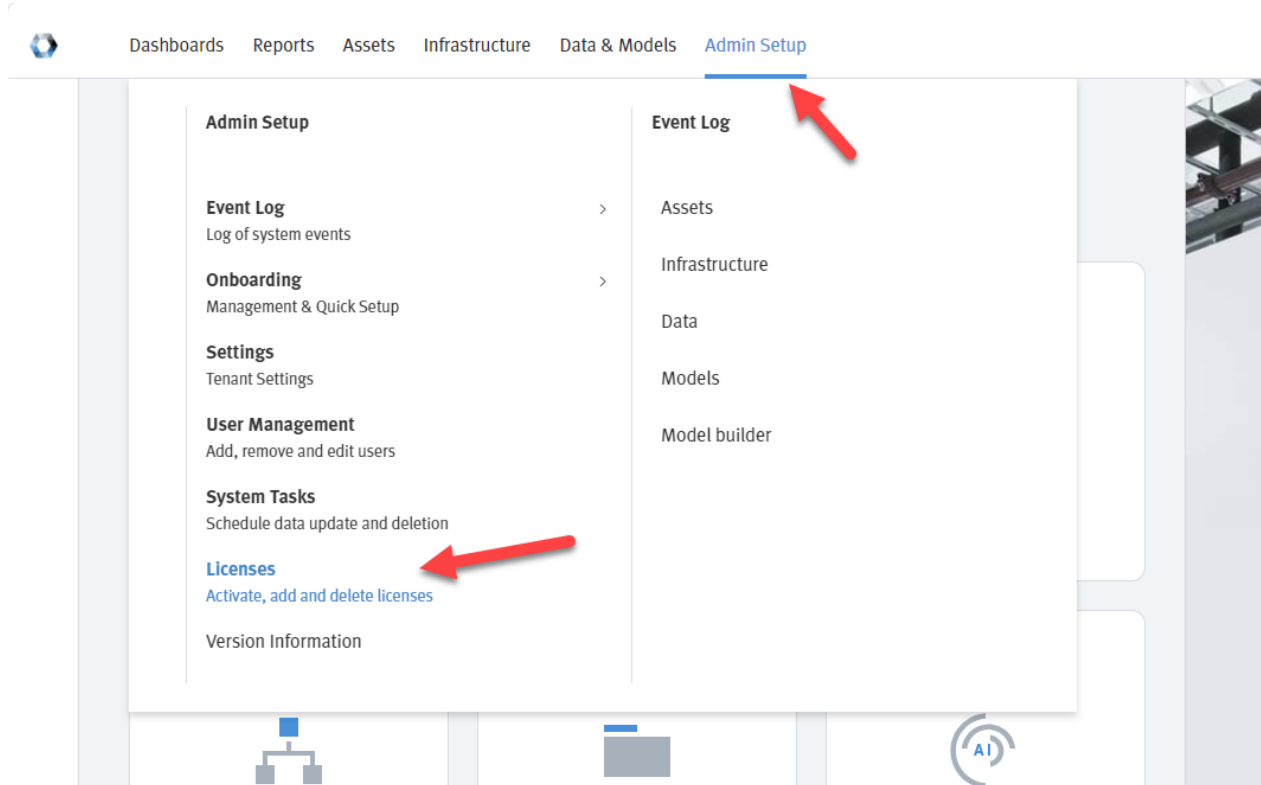 Dashboards Reports Assets Infrastructure Data & Models Admin Setup
Admin Setup
Event Log
Log of system events
Onboarding
Management & Quick Setup
Settings
Tenant Settings
User Management
Add, remove and edit users
System Tasks
Schedule data update and deletion
Licenses
Activate, add and delete licenses
Version Information
Event Log
Assets
Infrastructure
Data
Models
Model builder
AI